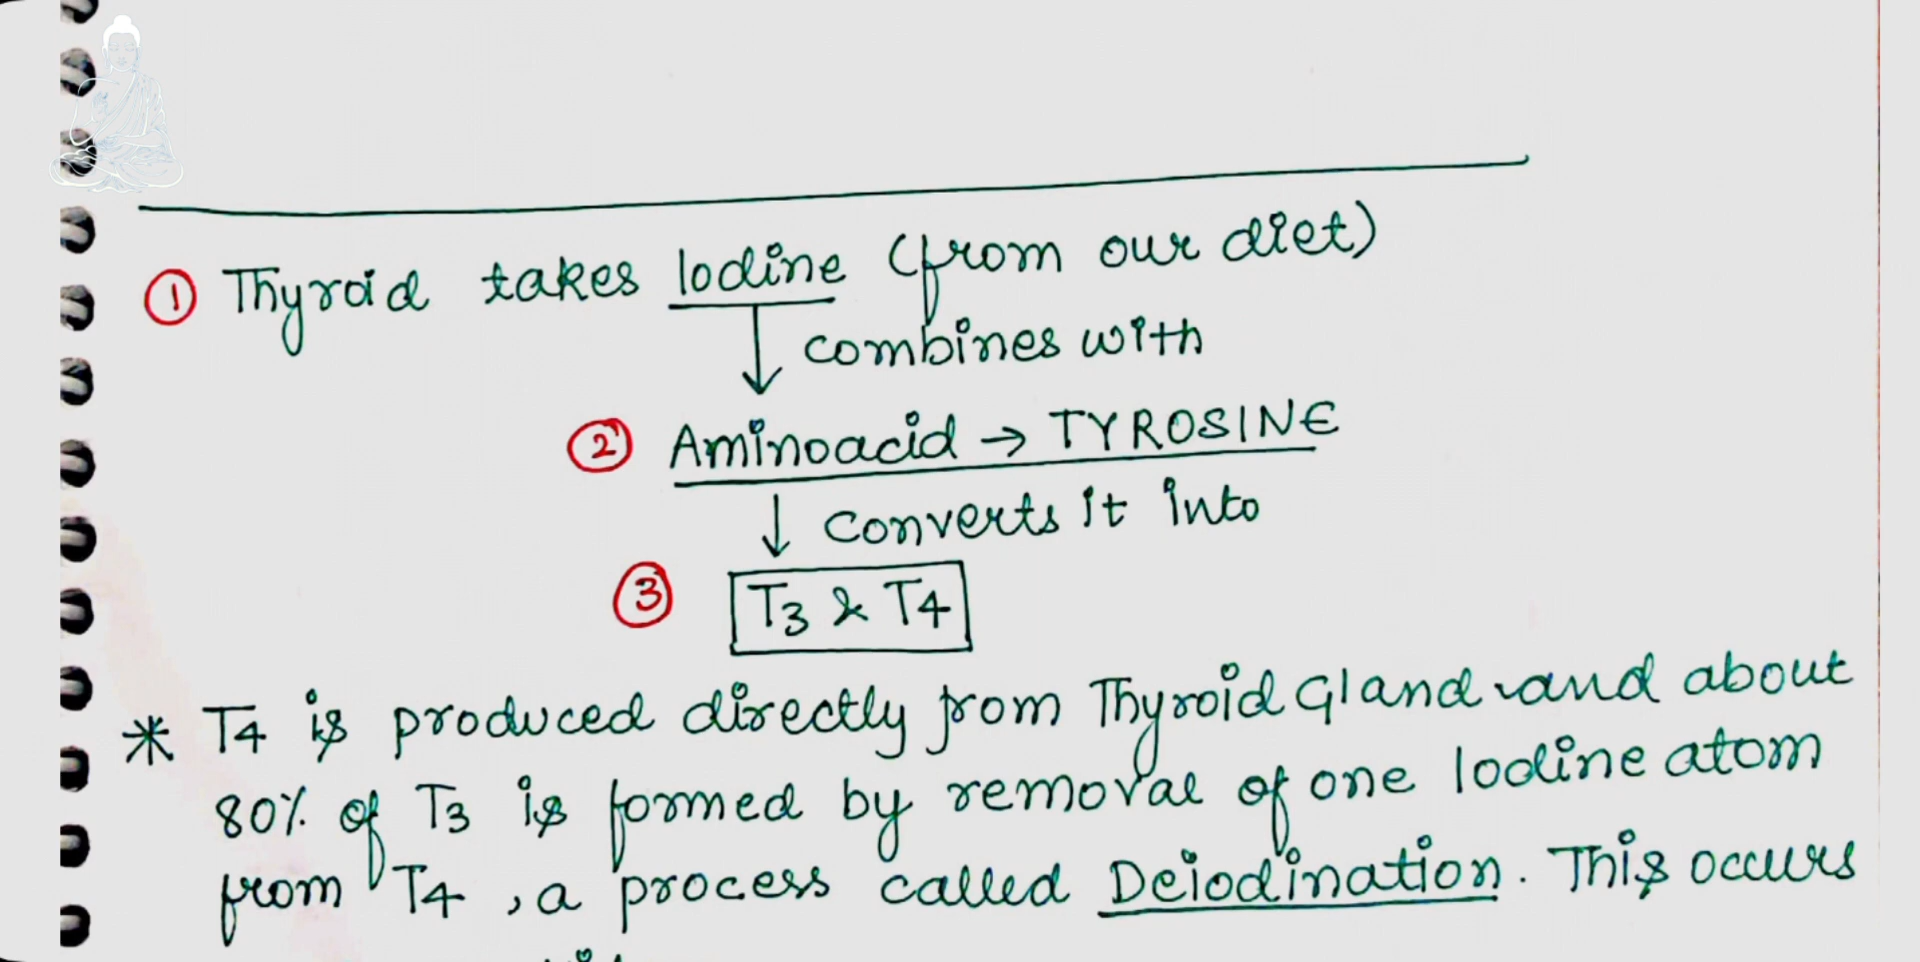 ① Thyroid takes Iodine (from our diet)
↓ combines with
② Aminoacid → TYROSINE
↓ converts it into
③ T3 & T4
* T4 is produced directly from Thyroid Gland and about
80% of T3 is formed by removal of one Iodine atom
from T4, a process called Deiodination. This occurs